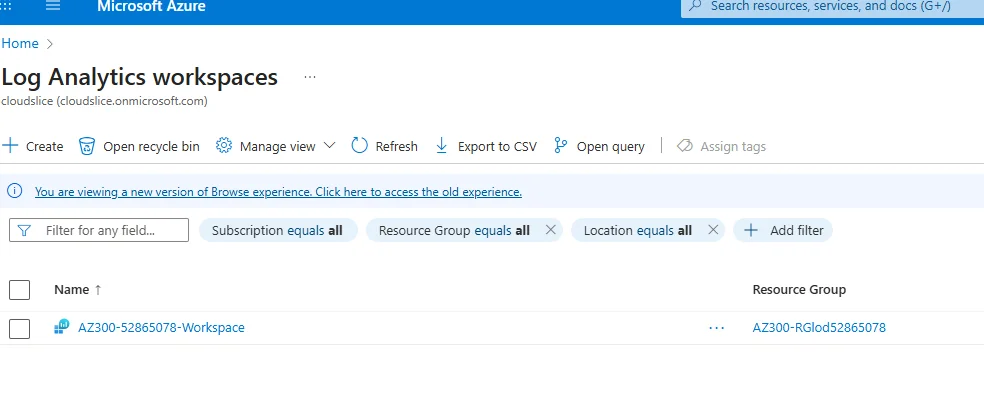 Microsoft Azure
Search resources, services, and docs (G+/)
Home
Log Analytics workspaces ...
cloudslice (cloudslice.onmicrosoft.com)
Create Open recycle bin Manage view Refresh Export to CSV Open query Assign tags
You are viewing a new version of Browse experience. Click here to access the old experience.
Filter for any field... Subscription equals all Resource Group equals all Location equals all Add filter
Name ↑ Resource Group
AZ300-52865078-Workspace ... AZ300-RGlod52865078